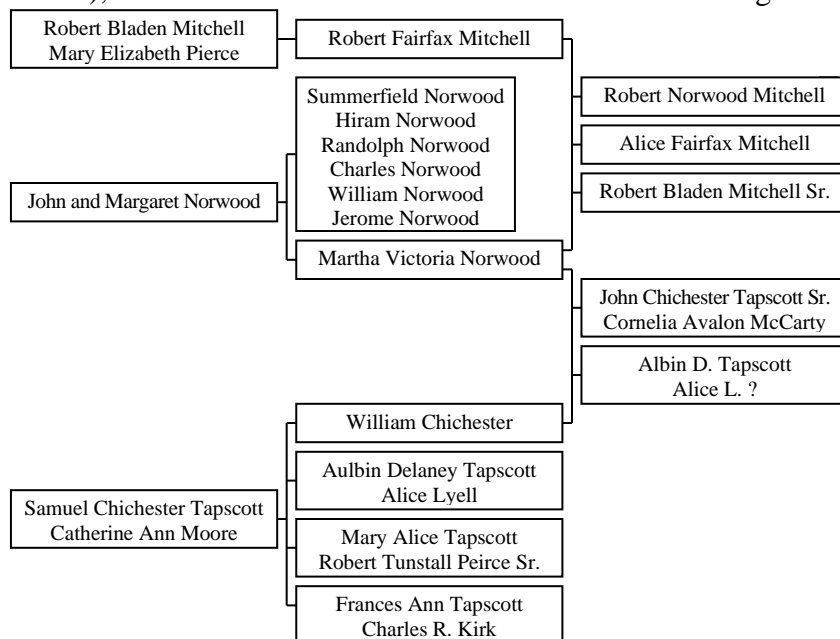 Robert Bladen Mitchell
Mary Elizabeth Pierce
Robert Fairfax Mitchell
Summerfield Norwood
Hiram Norwood
Randolph Norwood
Charles Norwood
William Norwood
Jerome Norwood
Robert Norwood Mitchell
Alice Fairfax Mitchell
Robert Bladen Mitchell Sr.
John and Margaret Norwood
Martha Victoria Norwood
John Chichester Tapscott Sr.
Cornelia Avalon McCarty
Albin D. Tapscott
Alice L. ?
William Chichester
Aulbin Delaney Tapscott
Alice Lyell
Samuel Chichester Tapscott
Catherine Ann Moore
Mary Alice Tapscott
Robert Tunstall Peirce Sr.
Frances Ann Tapscott
Charles R. Kirk